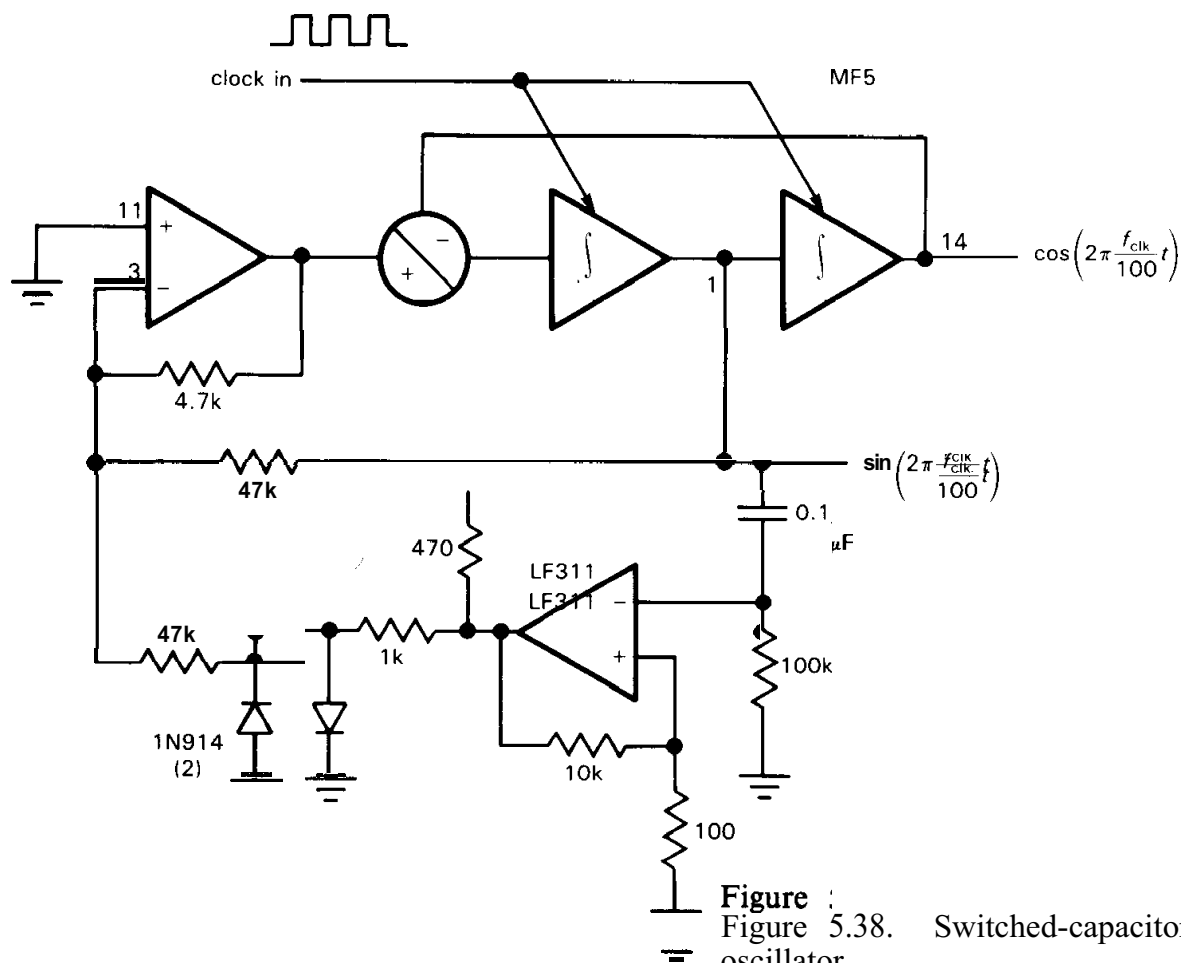 clock in
MF5
11
+
3
−
−
+
∫
∫
1
14
cos(2π f_clk/100 t)
4.7k
47k
sin(2π f_clk/100 t)
0.1
μF
470
LF311
LF311
−
+
47k
1k
100k
1N914
(2)
10k
100
Figure
Figure 5.38. Switched-capacitor
oscillator